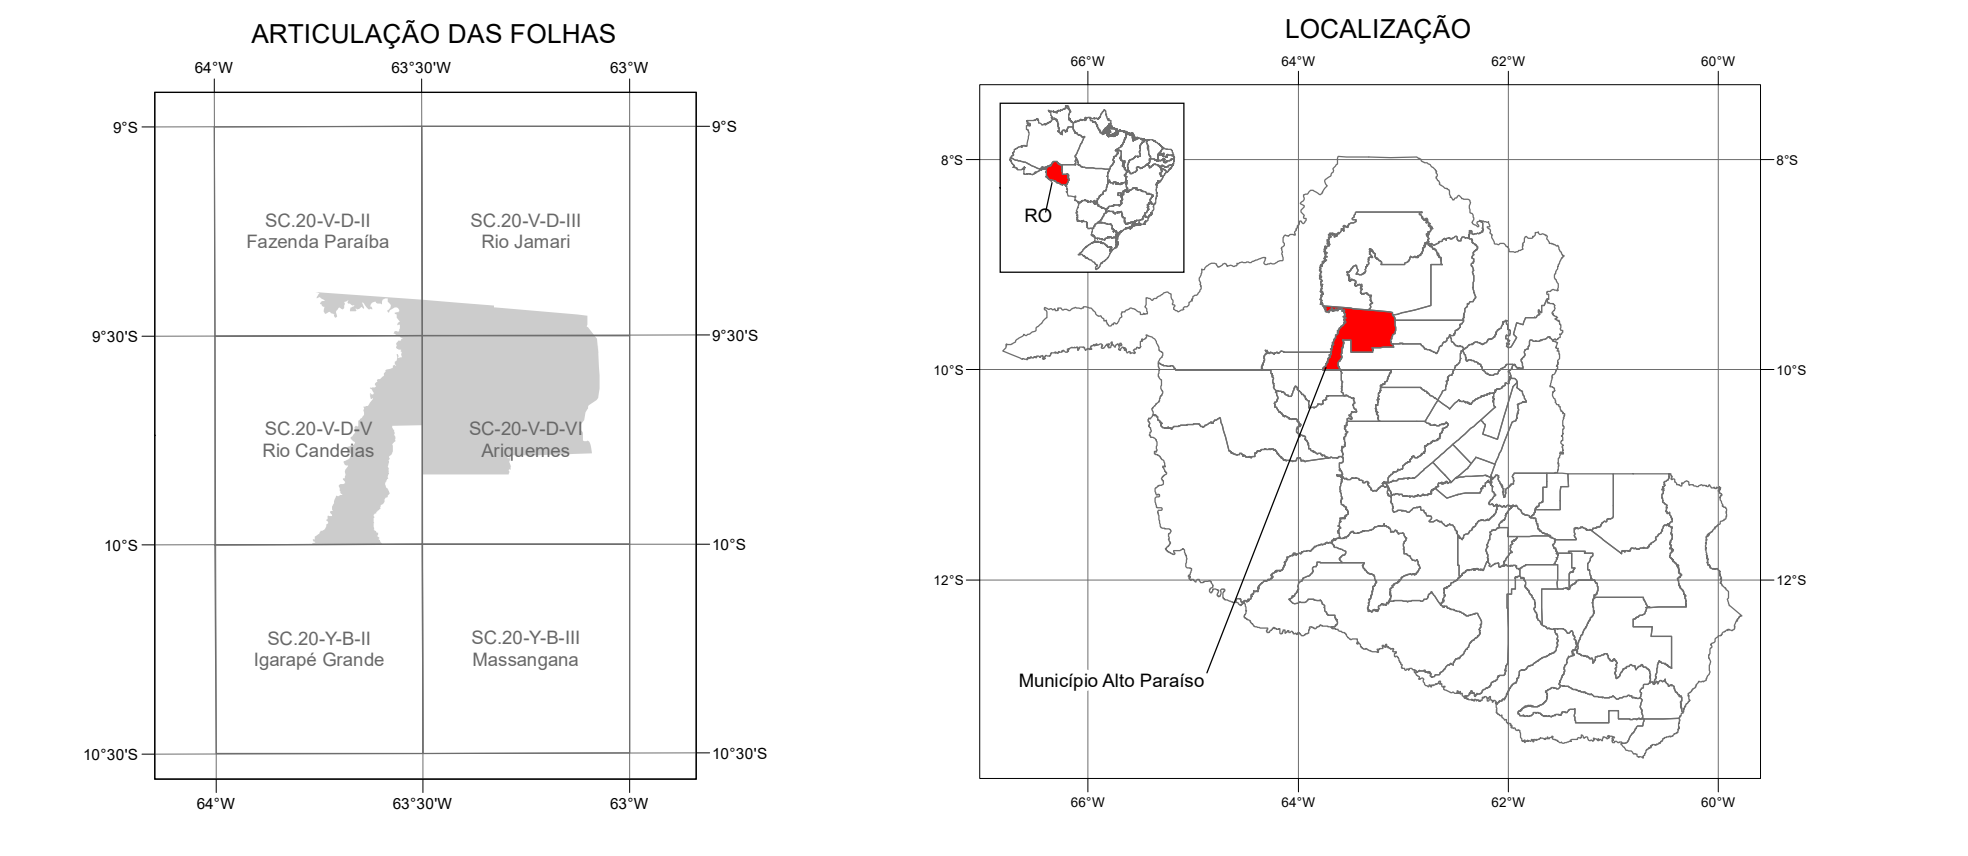 ARTICULAÇÃO DAS FOLHAS
64°W
63°30'W
63°W
9°S
9°S
SC.20-V-D-II
Fazenda Paraíba
SC.20-V-D-III
Rio Jamari
9°30'S
9°30'S
SC.20-V-D-V
Rio Candeias
SC-20-V-D-VI
Ariquemes
10°S
10°S
SC.20-Y-B-II
Igarapé Grande
SC.20-Y-B-III
Massangana
10°30'S
10°30'S
64°W
63°30'W
63°W
LOCALIZAÇÃO
66°W
64°W
62°W
60°W
8°S
8°S
RO
10°S
10°S
12°S
12°S
Município Alto Paraíso
66°W
64°W
62°W
60°W